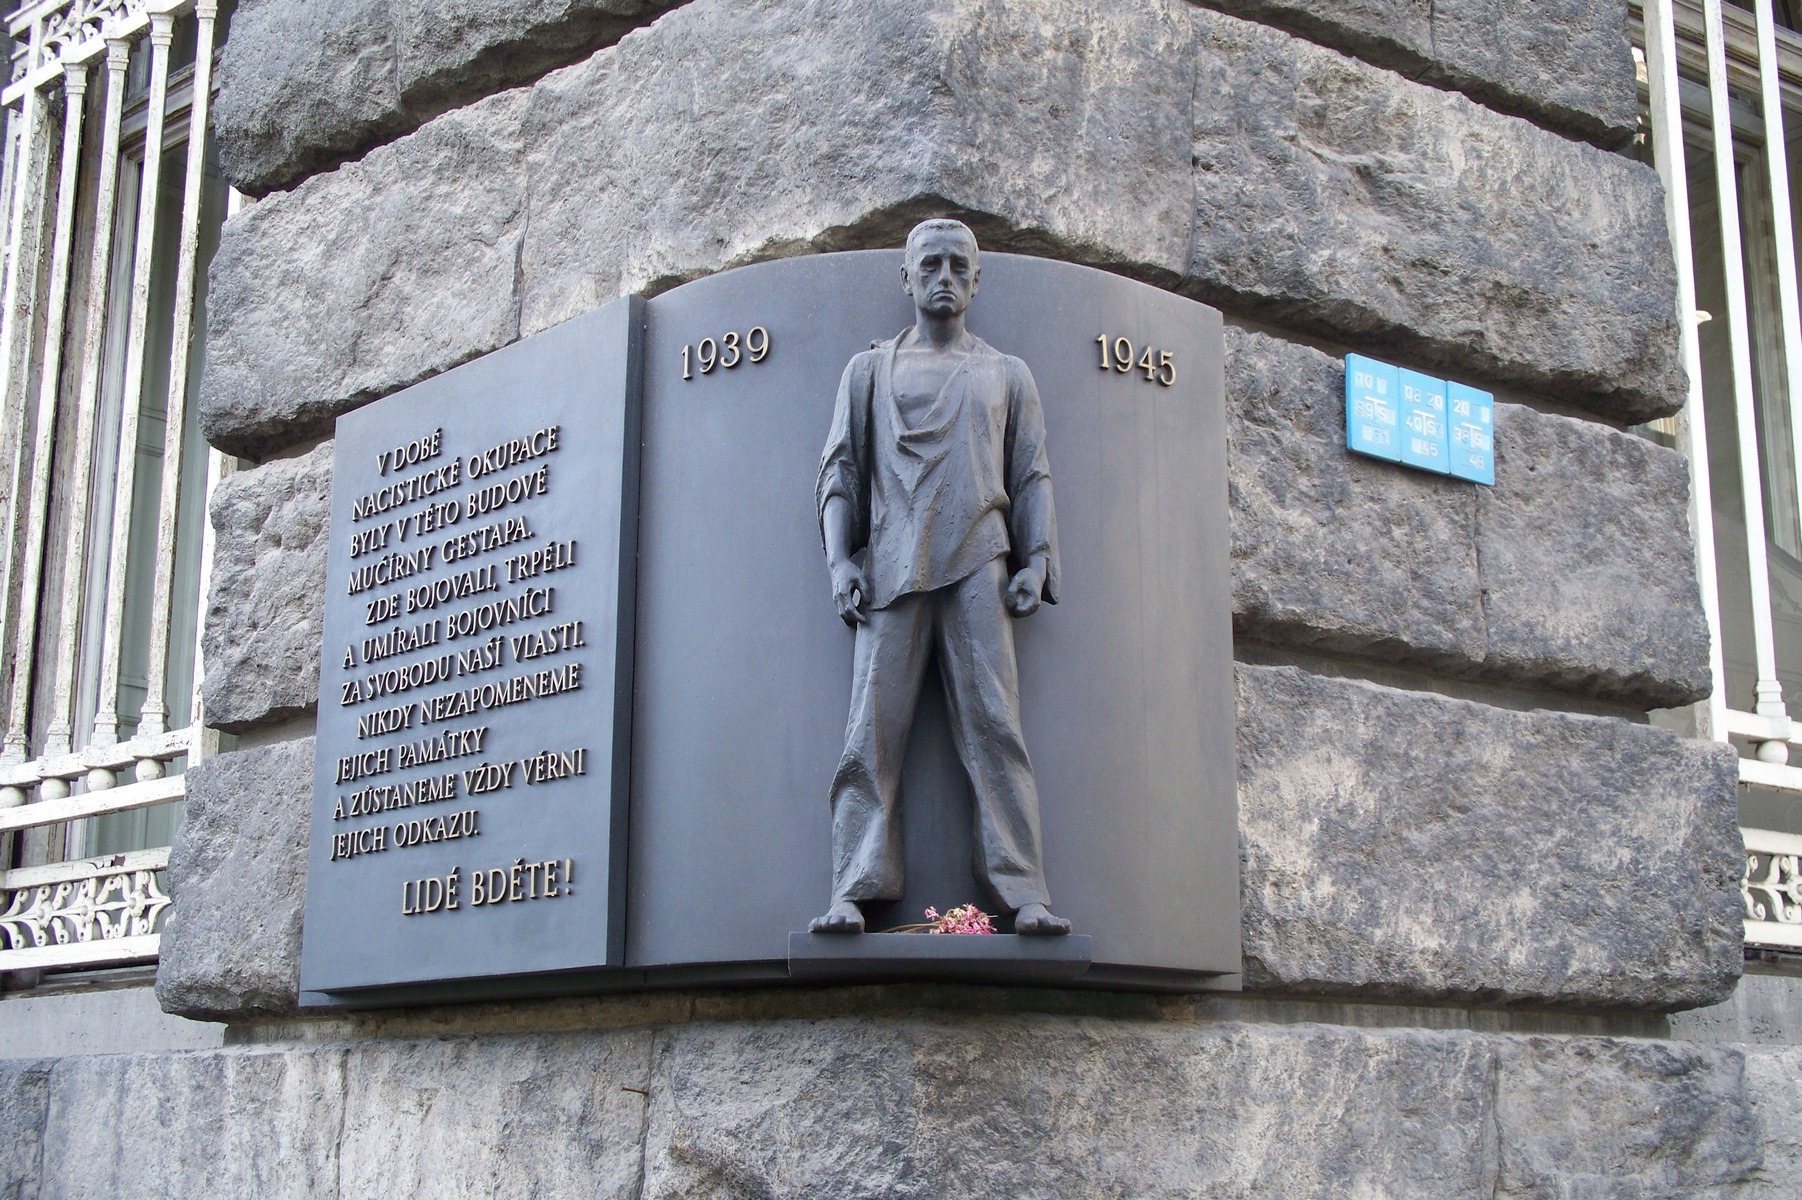 V DOBĚ
NACISTICKÉ OKUPACE
BYLY V TÉTO BUDOVĚ
MUČÍRNY GESTAPA.
ZDE BOJOVALI, TRPĚLI
A UMÍRALI BOJOVNÍCI
ZA SVOBODU NAŠÍ VLASTI.
NIKDY NEZAPOMENEME
JEJICH PAMÁTKY
A ZŮSTANEME VŽDY VĚRNI
JEJICH ODKAZU.
LIDÉ BDĚTE!
1939
1945